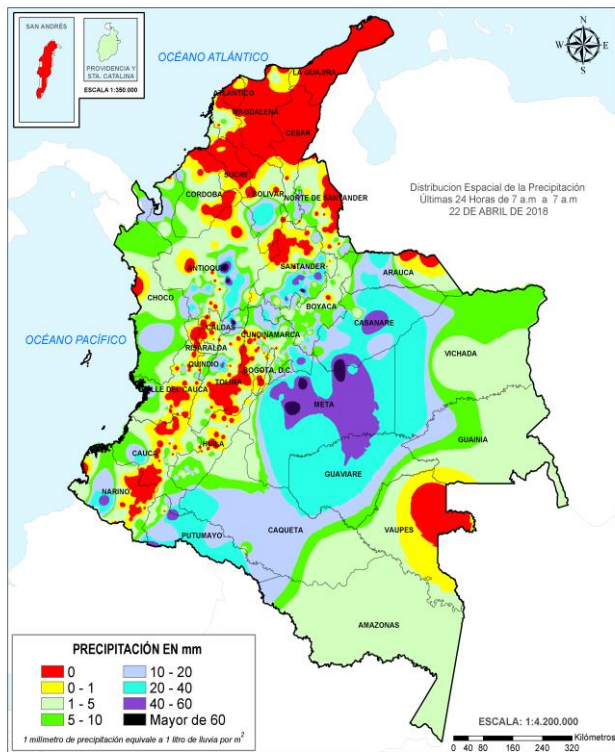 SAN ANDRÉS
PROVIDENCIA Y
STA. CATALINA
ESCALA 1:350.000
OCÉANO ATLÁNTICO
N
W
E
S
LA GUAJIRA
ATLANTICO
MAGDALENA
CESAR
SUCRE
CORDOBA
BOLIVAR
NORTE DE SANTANDER
Distribucion Espacial de la Precipitación
Últimas 24 Horas de 7 a.m a 7 a.m
22 DE ABRIL DE 2018
ANTIOQUIA
SANTANDER
ARAUCA
CHOCO
BOYACA
CASANARE
OCÉANO PACÍFICO
CALDAS
CUNDINAMARCA
RISARALDA
VICHADA
QUINDIO
BOGOTA, D.C.
TOLIMA
VALLE DEL CAUCA
META
GUAINIA
HUILA
CAUCA
GUAVIARE
NARIÑO
CAQUETA
VAUPES
PUTUMAYO
AMAZONAS
PRECIPITACIÓN EN mm
0
10 - 20
0 - 1
20 - 40
1 - 5
40 - 60
5 - 10
Mayor de 60
1 milimetro de precipitación equivale a 1 litro de lluvia por m²
ESCALA: 1:4.200.000
Kilómetros
0 40 80 160 240 320